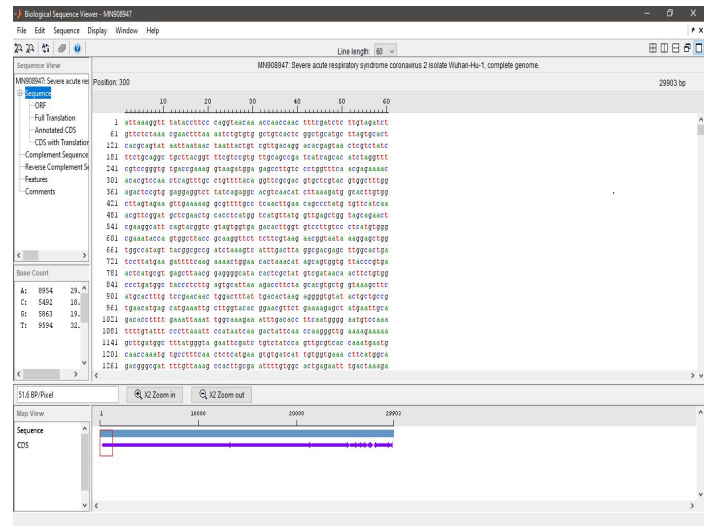 Biological Sequence Viewer - MN908947
File Edit Sequence Display Window Help
Line length: 60
Sequence View
MN908947: Severe acute respiratory syndrome coronavirus 2 isolate Wuhan-Hu-1, complete genome.
MN908947: Severe acute res
Position: 300
29903 bp
Sequence
ORF
Full Translation
Annotated CDS
CDS with Translation
Complement Sequence
Reverse Complement Se
Features
Comments
10 20 30 40 50 60
1 attaaaggtt tataccttcc caggtaacaa accaaccaac tttcgatctc ttgtagatct
61 gttctctaaa cgaactttaa aatctgtgtg gctgtcactc ggctgcatgc ttagtgcact
121 cacgcagtat aattaataac taattactgt cgttgacagg acacgagtaa ctcgtctatc
181 ttctgcaggc tgcttacggt ttcgtccgtg ttgcagccga tcatcagcac atctaggttt
241 cgtccgggtg tgaccgaaag gtaagatgga gagccttgtc cctggtttca acgagaaaac
301 acacgtccaa ctcagtttgc ctgttttaca ggttcgcgac gtgctcgtac gtggctttgg
361 agactccgtg gaggaggtct tatcagaggc acgtcaacat cttaaagatg gcacttgtgg
421 cttagtagaa gttgaaaaag gcgttttgcc tcaacttgaa cagccctatg tgttcatcaa
481 acgttcggat gctcgaactg cacctcatgg tcatgttatg gttgagctgg tagcagaact
541 cgaaggcatt cagtacggtc gtagtggtga gacacttggt gtccttgtcc ctcatgtggg
601 cgaaatacca gtggcttacc gcaaggttct tcttcgtaag aacggtaata aaggagctgg
661 tggccatagt tacggcgccg atctaaagtc atttgactta ggcgacgagc ttggcactga
721 tccttatgaa gattttcaag aaaactggaa cactaaacat agcagtggtg ttacccgtga
781 actcatgcgt gagcttaacg gaggggcata cactcgctat gtcgataaca acttctgtgg
841 ccctgatggc taccctcttg agtgcattaa agaccttcta gcacgtgctg gtaaagcttc
901 atgcactttg tccgaacaac tggactttat tgacactaag aggggtgtat actgctgccg
961 tgaacatgag catgaaattg cttggtacac ggaacgttct gaaaagagct atgaattgca
1021 gacacctttt gaaattaaat tggcaaagaa atttgacacc ttcaatgggg aatgtccaaa
1081 ttttgtattt cccttaaatt ccataatcaa gactattcaa ccaagggttg aaaagaaaaa
1141 gcttgatggc tttatgggta gaattcgatc tgtctatcca gttgcgtcac caaatgaatg
1201 caaccaaatg tgcctttcaa ctctcatgaa gtgtgatcat tgtggtgaaa cttcatggca
1261 gacgggcgat tttgttaaag ccacttgcga attttgtggc actgagaatt tgactaaaga
Base Count
A: 8954 29.
C: 5492 18.
G: 5863 19.
T: 9594 32.
51.6 BP/Pixel
X2 Zoom in
X2 Zoom out
Map View
1 10000 20000 29903
Sequence
CDS